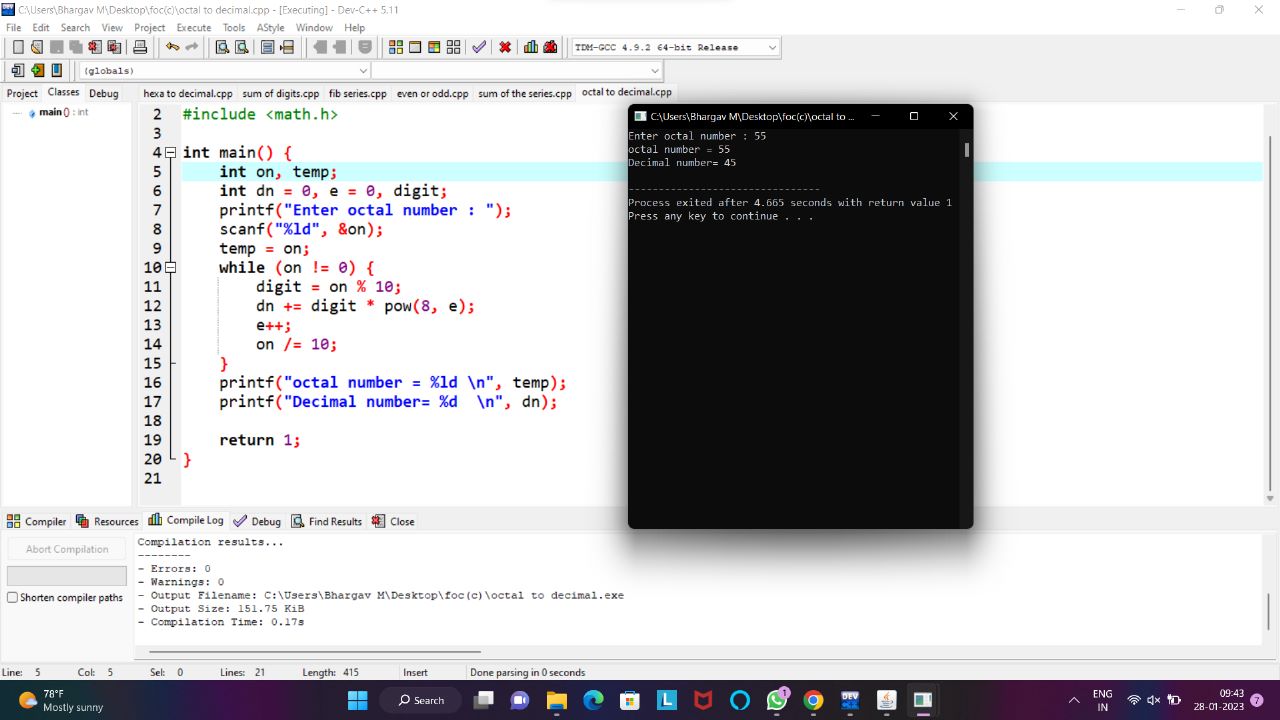 C:\Users\Bhargav M\Desktop\foc(c)\octal to decimal.cpp - [Executing] - Dev-C++ 5.11
File Edit Search View Project Execute Tools AStyle Window Help
TDM-GCC 4.9.2 64-bit Release
(globals)
Project Classes Debug
hexa to decimal.cpp sum of digits.cpp fib series.cpp even or odd.cpp sum of the series.cpp octal to decimal.cpp
main() : int
2 #include <math.h>
3
4 int main() {
5 int on, temp;
6 int dn = 0, e = 0, digit;
7 printf("Enter octal number : ");
8 scanf("%ld", &on);
9 temp = on;
10 while (on != 0) {
11 digit = on % 10;
12 dn += digit * pow(8, e);
13 e++;
14 on /= 10;
15 }
16 printf("octal number = %ld \n", temp);
17 printf("Decimal number= %d  \n", dn);
18
19 return 1;
20 }
21
C:\Users\Bhargav M\Desktop\foc(c)\octal to ...
Enter octal number : 55
octal number = 55
Decimal number= 45
--------------------------------
Process exited after 4.665 seconds with return value 1
Press any key to continue . . .
Compiler Resources Compile Log Debug Find Results Close
Abort Compilation
Shorten compiler paths
Compilation results...
--------
- Errors: 0
- Warnings: 0
- Output Filename: C:\Users\Bhargav M\Desktop\foc(c)\octal to decimal.exe
- Output Size: 151.75 KiB
- Compilation Time: 0.17s
Line: 5 Col: 5 Sel: 0 Lines: 21 Length: 415 Insert Done parsing in 0 seconds
78°F
Mostly sunny
Search
L
1
DEV
C++
ENG
IN
09:43
28-01-2023
7